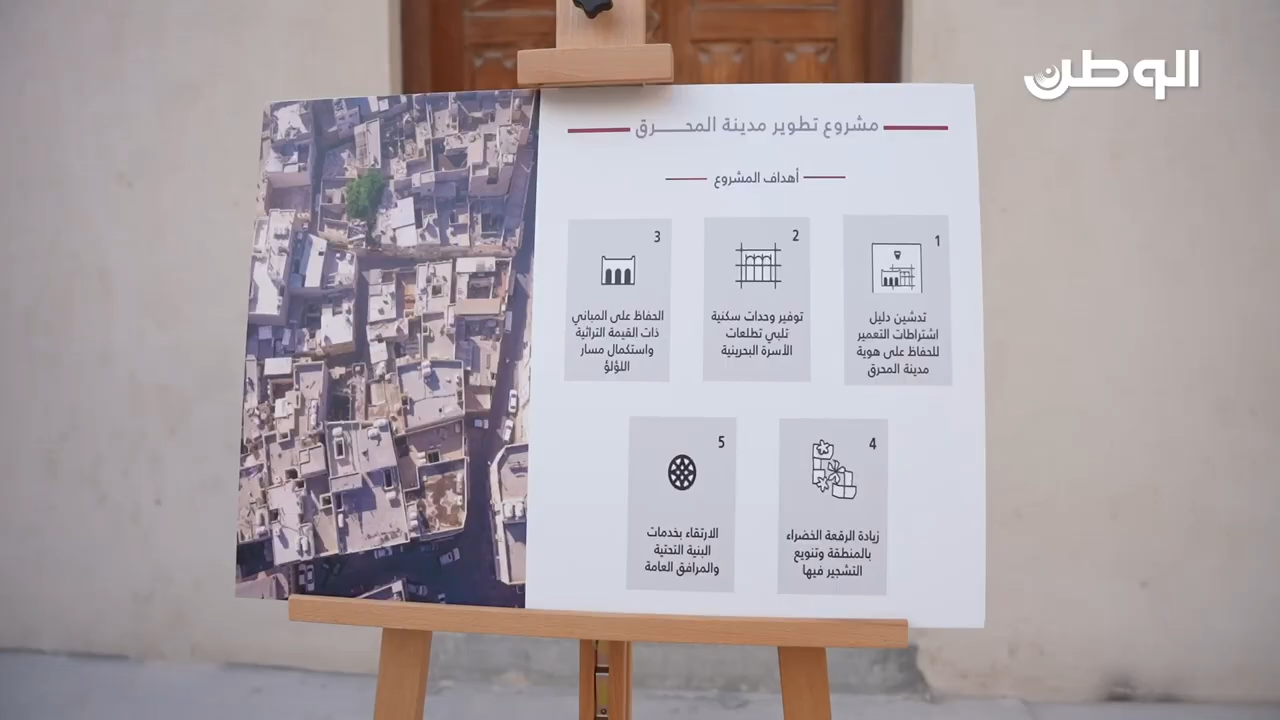 الوطن
مشروع تطوير مدينة المحـــرق
أهداف المشروع
1
تدشين دليل
اشتراطات التعمير
للحفاظ على هوية
مدينة المحرق
2
توفير وحدات سكنية
تلبي تطلعات
الأسرة البحرينية
3
الحفاظ على المباني
ذات القيمة التراثية
واستكمال مسار
اللؤلؤ
4
زيادة الرقعة الخضراء
بالمنطقة وتنويع
التشجير فيها
5
الارتقاء بخدمات
البنية التحتية
والمرافق العامة